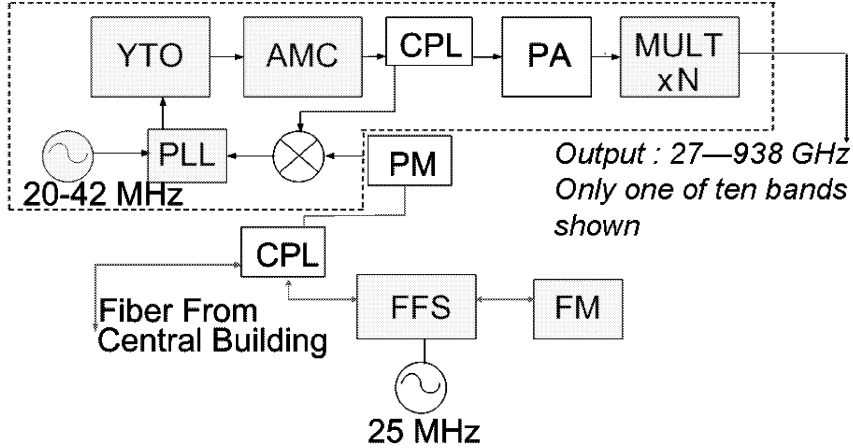 YTO
AMC
CPL
PA
MULT
xN
PLL
PM
20-42 MHz
Output : 27—938 GHz
Only one of ten bands
shown
CPL
Fiber From
Central Building
FFS
FM
25 MHz